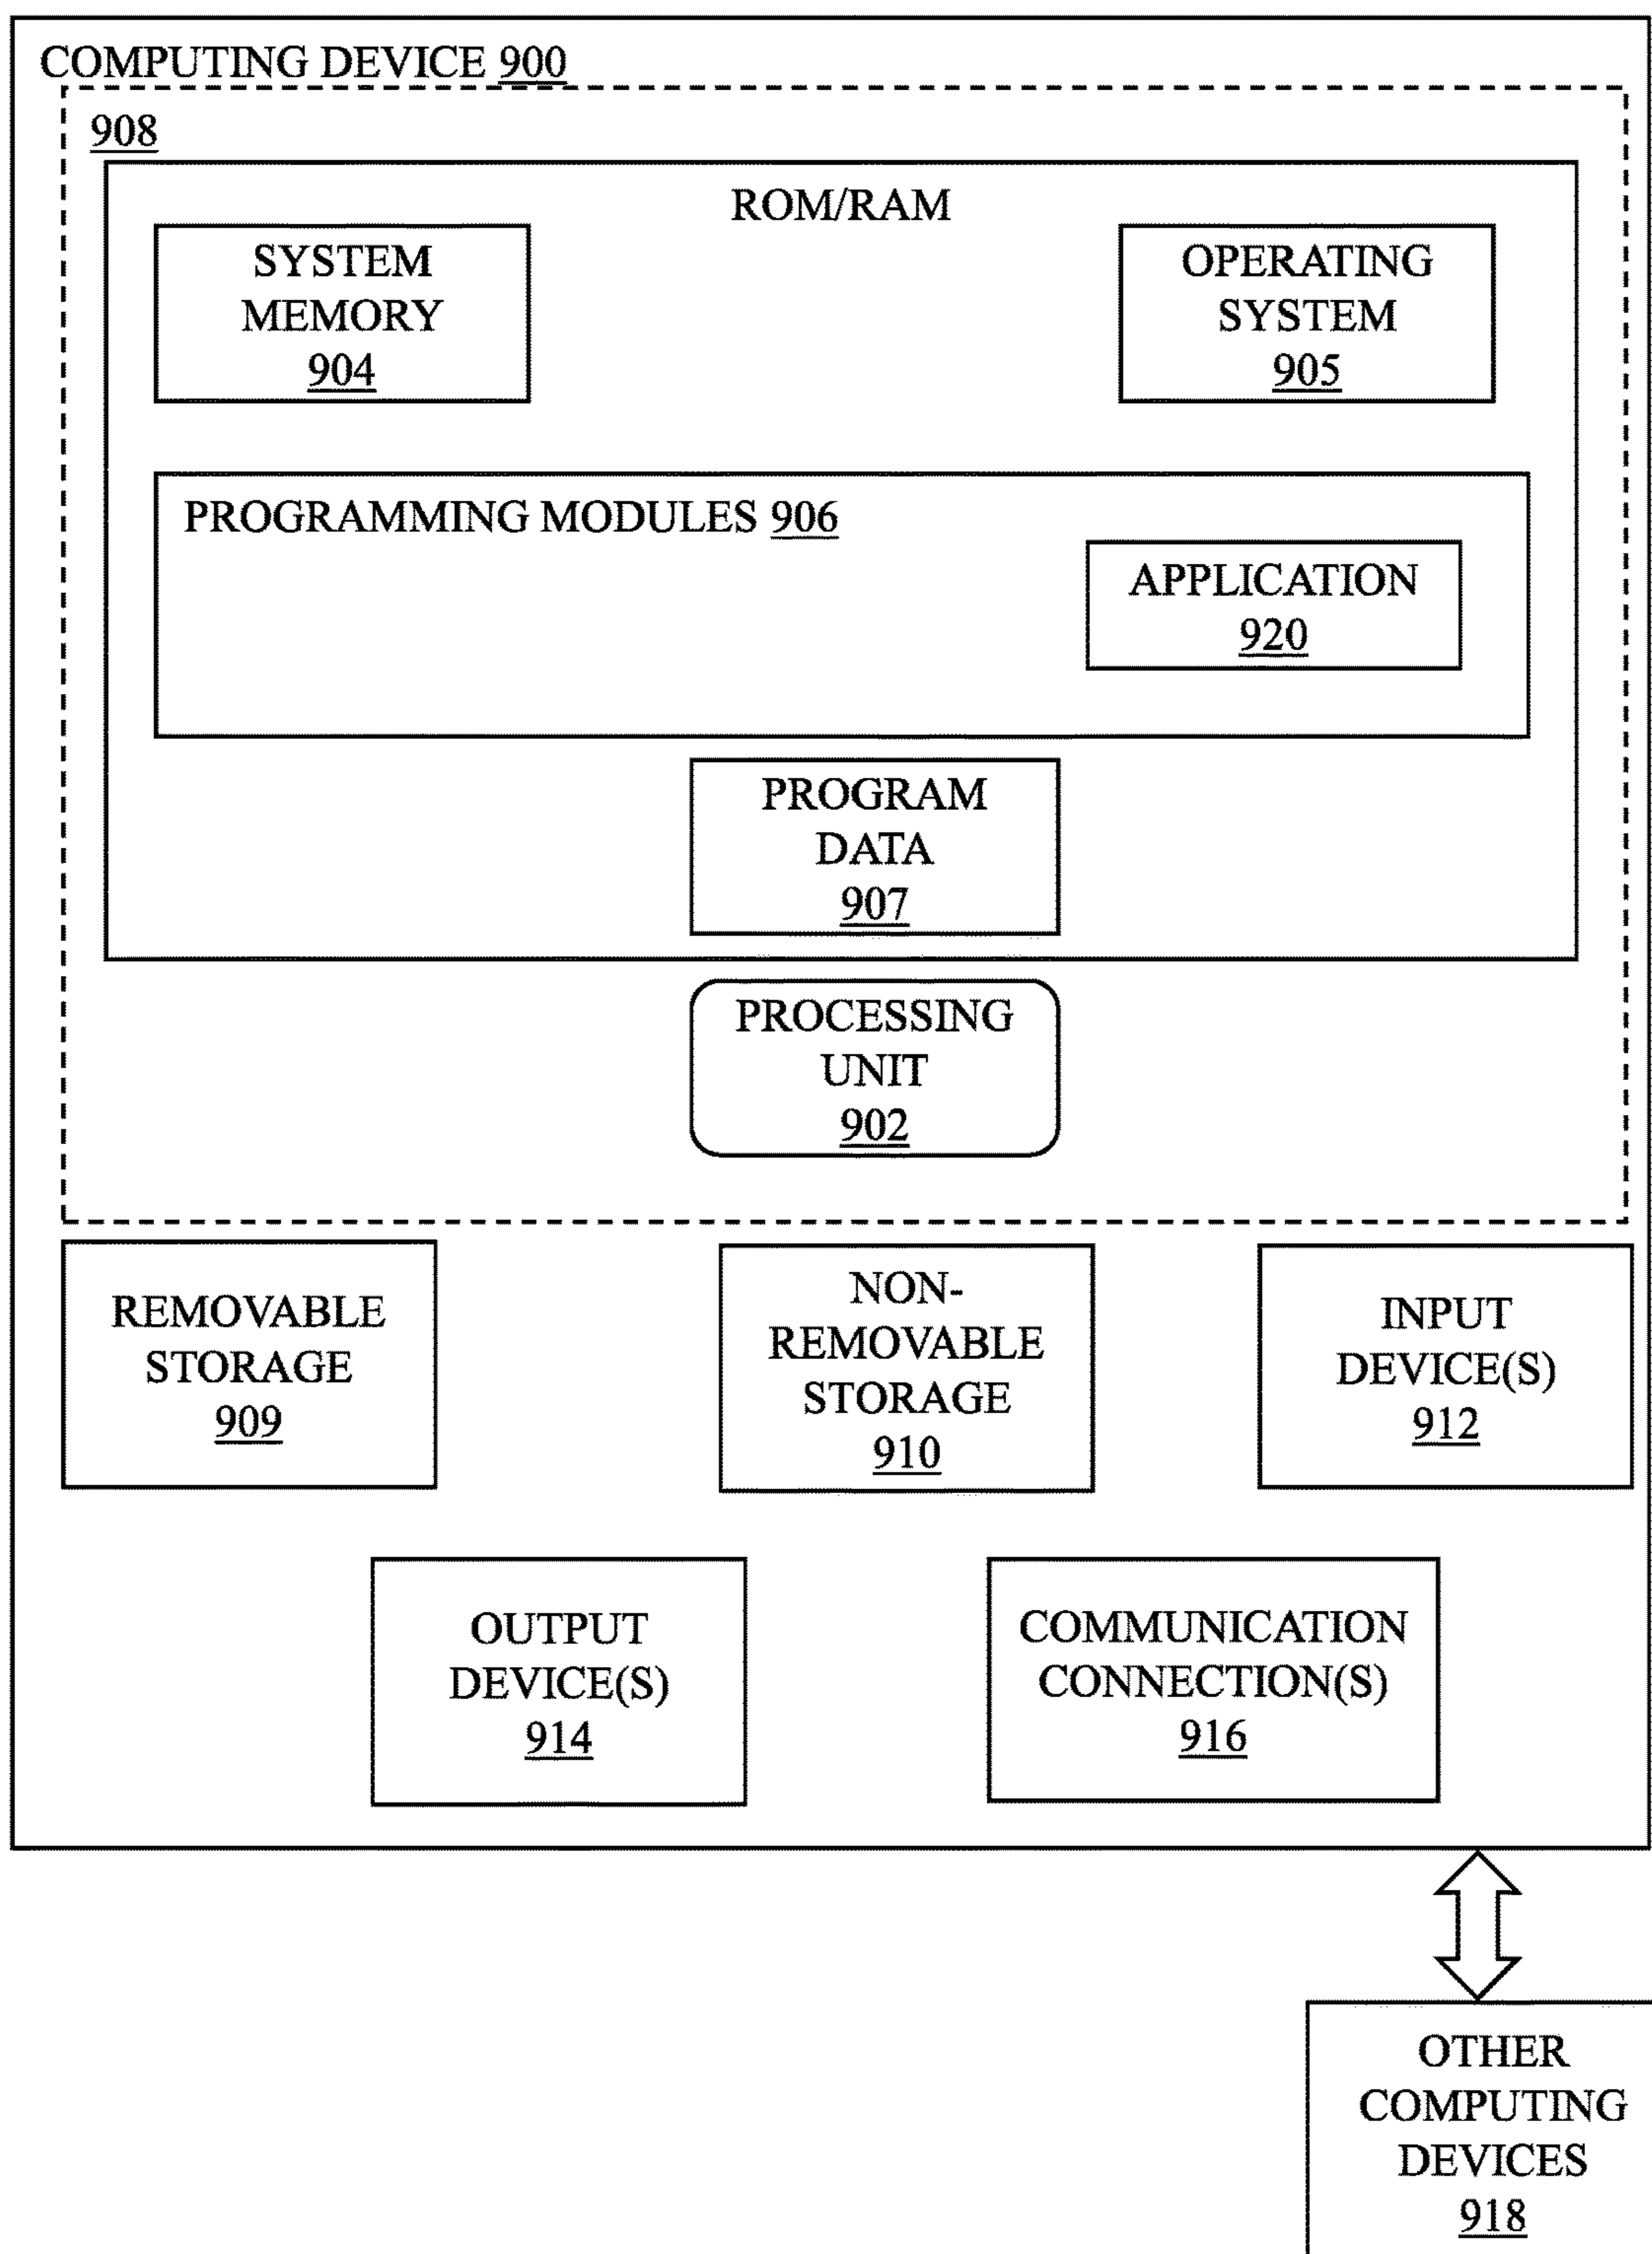 COMPUTING DEVICE 900
908
ROM/RAM
SYSTEM
MEMORY
904
OPERATING
SYSTEM
905
PROGRAMMING MODULES 906
APPLICATION
920
PROGRAM
DATA
907
PROCESSING
UNIT
902
REMOVABLE
STORAGE
909
NON-
REMOVABLE
STORAGE
910
INPUT
DEVICE(S)
912
OUTPUT
DEVICE(S)
914
COMMUNICATION
CONNECTION(S)
916
OTHER
COMPUTING
DEVICES
918